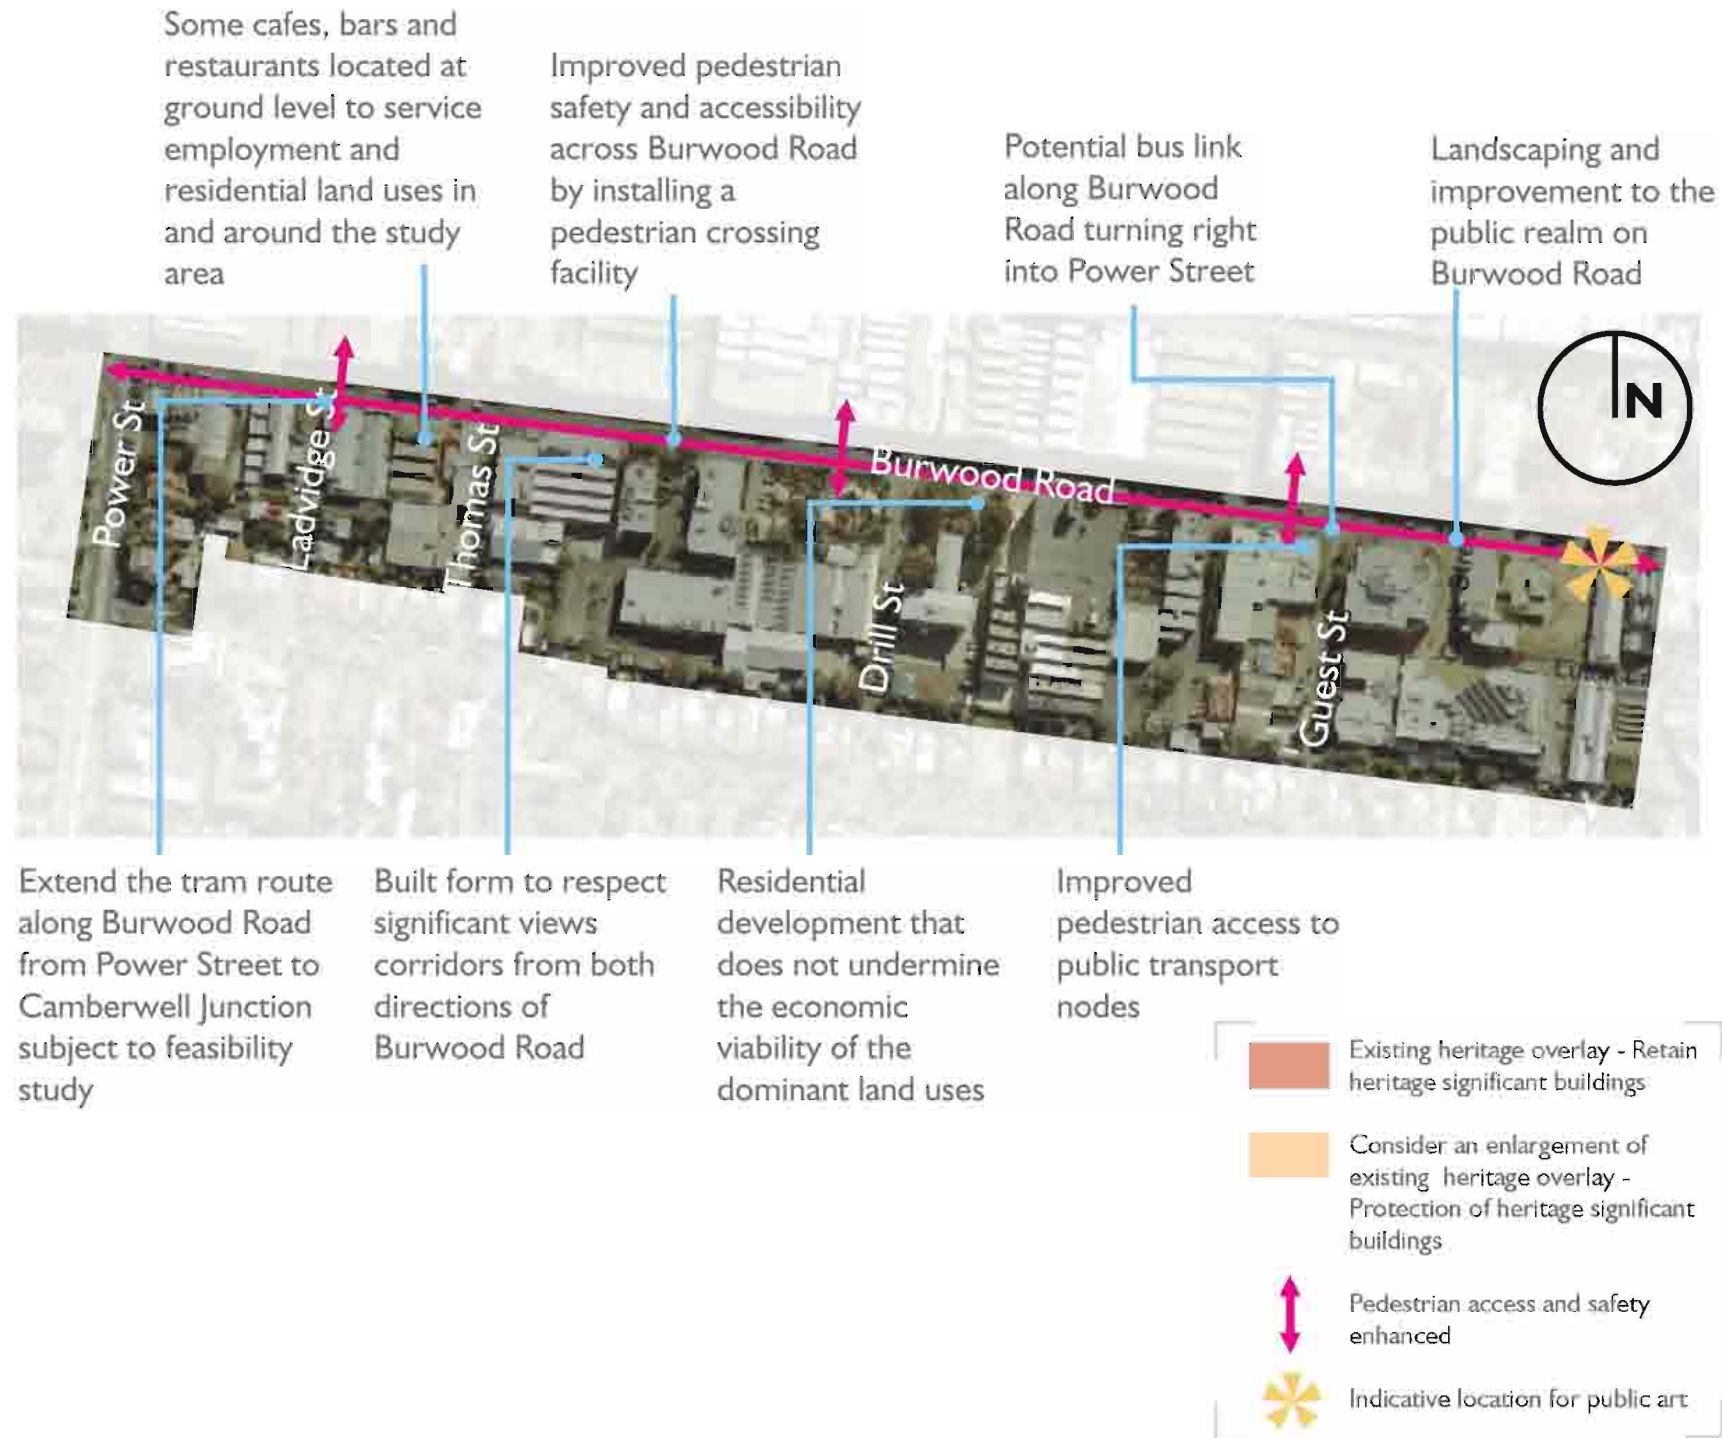 Some cafes, bars and
restaurants located at
ground level to service
employment and
residential land uses in
and around the study
area
Improved pedestrian
safety and accessibility
across Burwood Road
by installing a
pedestrian crossing
facility
Potential bus link
along Burwood
Road turning right
into Power Street
Landscaping and
improvement to the
public realm on
Burwood Road
N
Power St
Ladvidge St
Thomas St
Burwood Road
Drill St
Guest St
Extend the tram route
along Burwood Road
from Power Street to
Camberwell Junction
subject to feasibility
study
Built form to respect
significant views
corridors from both
directions of
Burwood Road
Residential
development that
does not undermine
the economic
viability of the
dominant land uses
Improved
pedestrian access to
public transport
nodes
Existing heritage overlay - Retain
heritage significant buildings
Consider an enlargement of
existing heritage overlay -
Protection of heritage significant
buildings
Pedestrian access and safety
enhanced
Indicative location for public art